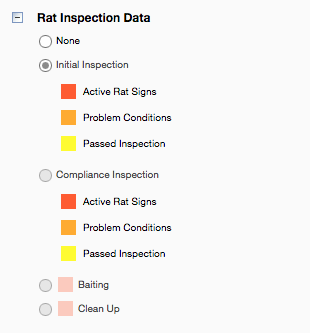 Rat Inspection Data
None
Initial Inspection
Active Rat Signs
Problem Conditions
Passed Inspection
Compliance Inspection
Active Rat Signs
Problem Conditions
Passed Inspection
Baiting
Clean Up